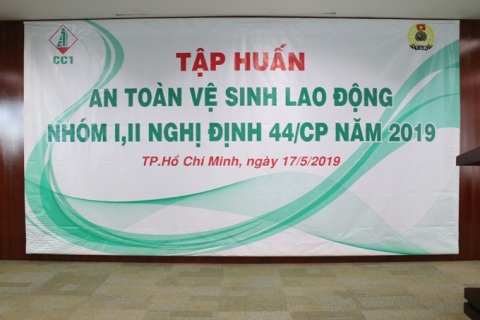 CC1
TẬP HUẤN
AN TOÀN VỆ SINH LAO ĐỘNG
NHÓM I,II NGHỊ ĐỊNH 44/CP NĂM 2019
TP.Hồ Chí Minh, ngày 17/5/2019